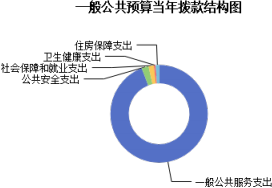 一般公共预算当年拨款结构图
住房保障支出
卫生健康支出
社会保障和就业支出
公共安全支出
一般公共服务支出